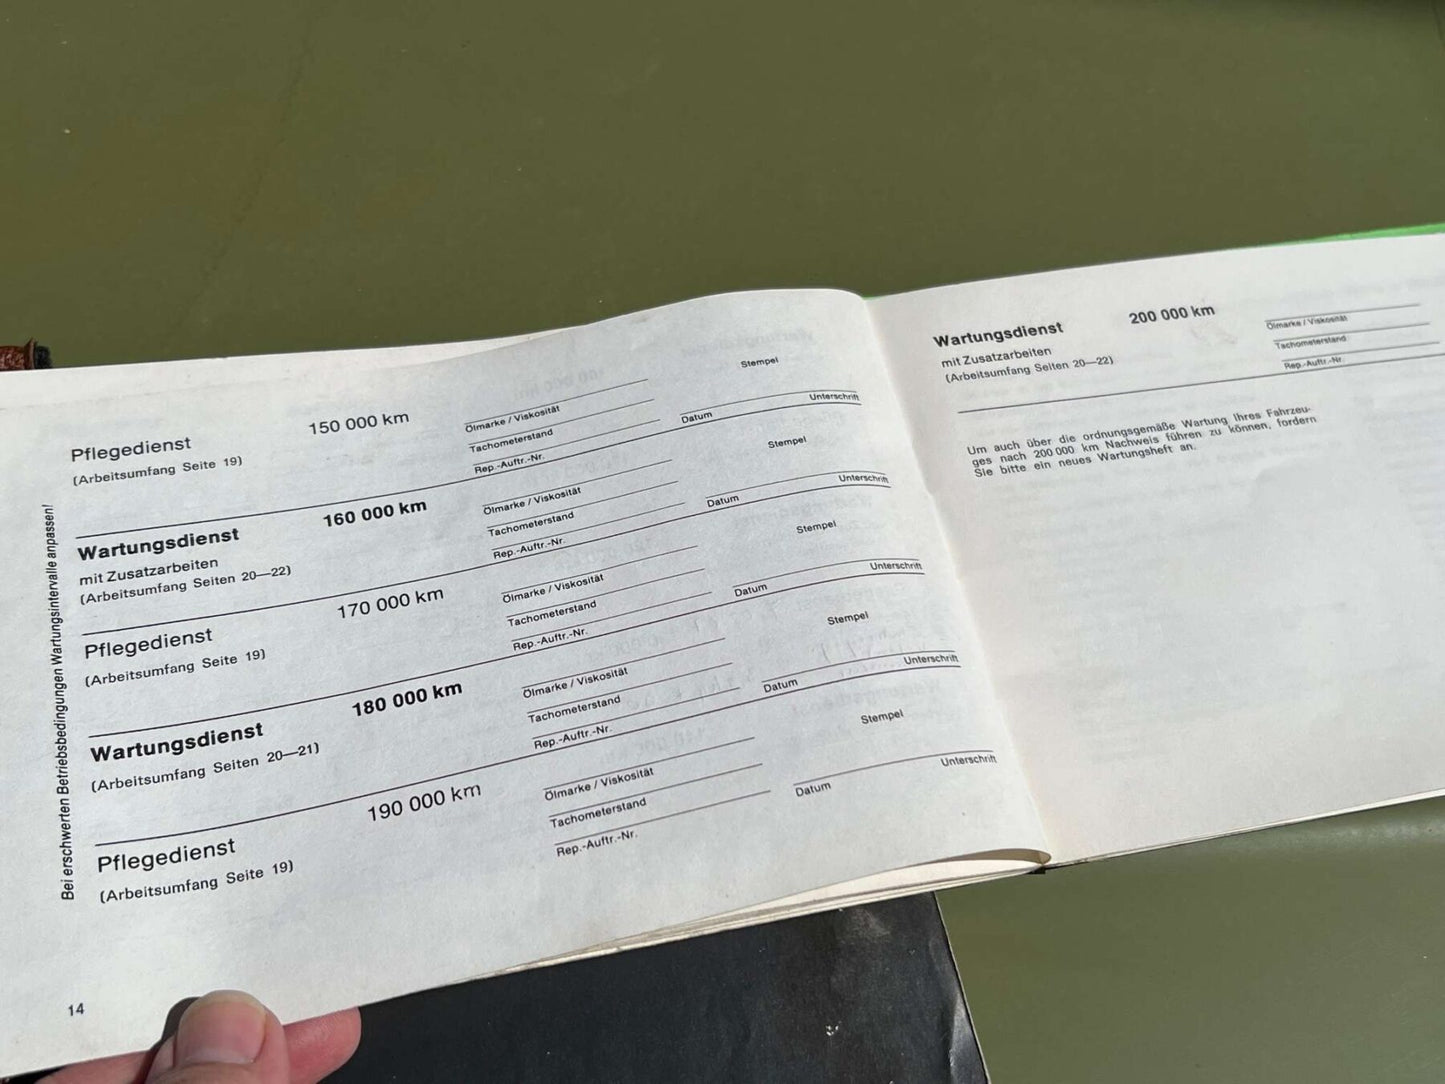 Bei erschwerten Betriebsbedingungen Wartungsintervalle anpassen!
Pflegedienst
150 000 km
(Arbeitsumfang Seite 19)
Ölmarke / Viskosität
Tachometerstand
Rep.-Auftr.-Nr.
Stempel
Datum
Unterschrift
Wartungsdienst
160 000 km
mit Zusatzarbeiten
(Arbeitsumfang Seiten 20—22)
Ölmarke / Viskosität
Tachometerstand
Rep.-Auftr.-Nr.
Stempel
Datum
Unterschrift
Pflegedienst
170 000 km
(Arbeitsumfang Seite 19)
Ölmarke / Viskosität
Tachometerstand
Rep.-Auftr.-Nr.
Stempel
Datum
Unterschrift
Wartungsdienst
180 000 km
(Arbeitsumfang Seiten 20—21)
Ölmarke / Viskosität
Tachometerstand
Rep.-Auftr.-Nr.
Stempel
Datum
Unterschrift
Pflegedienst
190 000 km
(Arbeitsumfang Seite 19)
Ölmarke / Viskosität
Tachometerstand
Rep.-Auftr.-Nr.
Stempel
Datum
Unterschrift
14
Wartungsdienst
200 000 km
mit Zusatzarbeiten
(Arbeitsumfang Seiten 20—22)
Ölmarke / Viskosität
Tachometerstand
Rep.-Auftr.-Nr.
Um auch über die ordnungsgemäße Wartung Ihres Fahrzeu-
ges nach 200 000 km Nachweis führen zu können, fordern
Sie bitte ein neues Wartungsheft an.